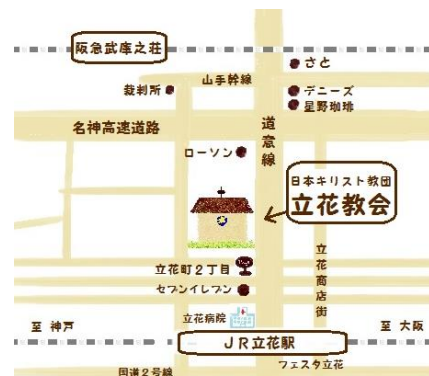 阪急武庫之荘
さと
山手幹線
裁判所
デニーズ
星野珈琲
名神高速道路
道意線
ローソン
日本キリスト教団
立花教会
立花町2丁目
セブンイレブン
立花商店街
立花病院
至 神戸
至 大阪
JR立花駅
国道2号線
フェスタ立花